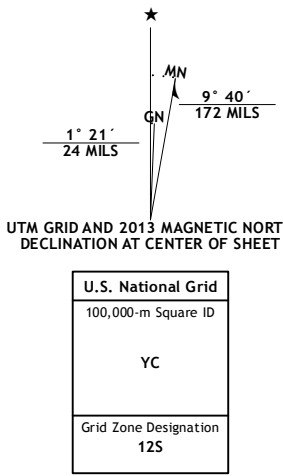 ★
MN
GN
9° 40´
172 MILS
1° 21´
24 MILS
UTM GRID AND 2013 MAGNETIC NORT
DECLINATION AT CENTER OF SHEET
U.S. National Grid
100,000-m Square ID
YC
Grid Zone Designation
12S